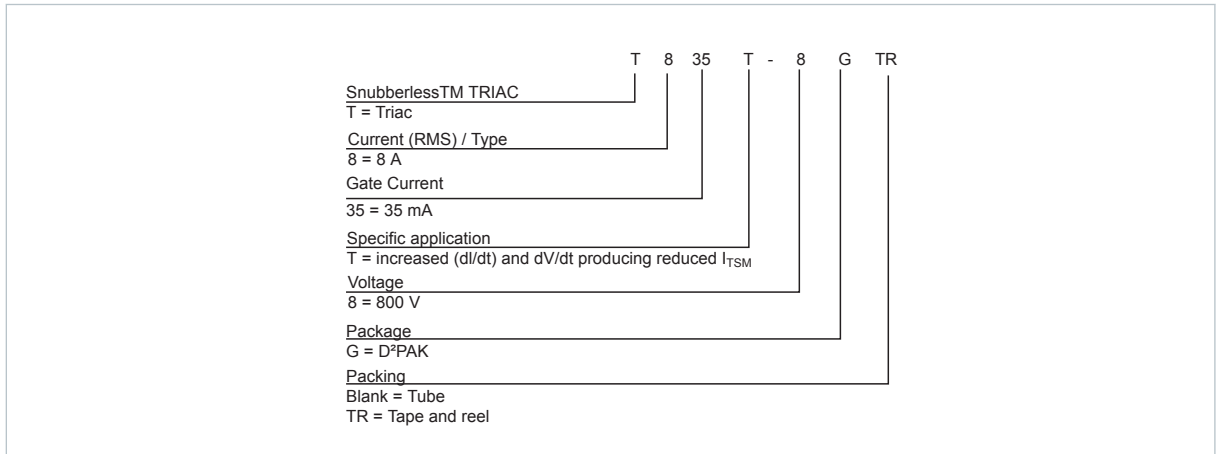 T 8 35 T - 8 G TR
SnubberlessTM TRIAC
T = Triac
Current (RMS) / Type
8 = 8 A
Gate Current
35 = 35 mA
Specific application
T = increased (dI/dt) and dV/dt producing reduced ITSM
Voltage
8 = 800 V
Package
G = D²PAK
Packing
Blank = Tube
TR = Tape and reel